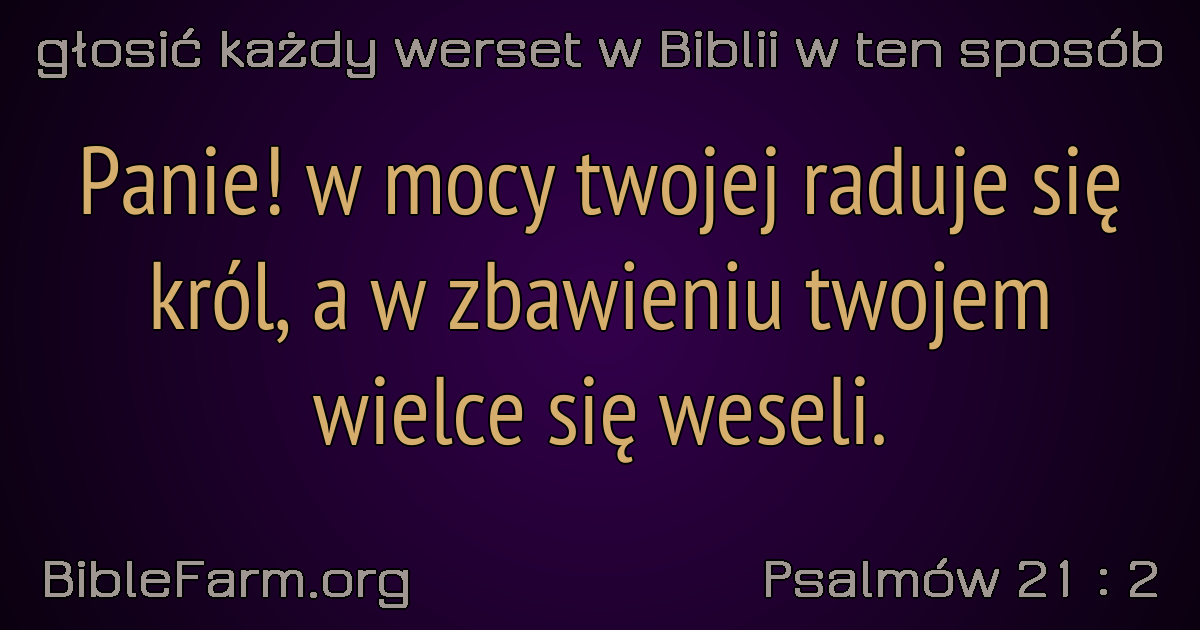 głosić każdy werset w Biblii w ten sposób
Panie! w mocy twojej raduje się
król, a w zbawieniu twojem
wielce się weseli.
BibleFarm.org
Psalmów 21 : 2